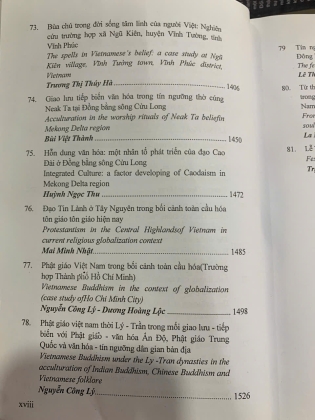 73. Bùa chú trong đời sống tâm linh của người Việt: Nghiên
cứu trường hợp xã Ngũ Kiên, huyện Vĩnh Tường, tỉnh
Vĩnh Phúc
The spells in Vietnamese's belief: a case study at Ngũ
Kiên village, Vĩnh Tường town, Vĩnh Phúc district,
Vietnam
Trương Thị Thúy Hà 1406
74. Giao lưu tiếp biến văn hóa trong tín ngưỡng thờ cúng
Neak Ta tại Đồng bằng sông Cửu Long
Acculturation in the worship rituals of Neak Ta beliefin
Mekong Delta region
Bùi Việt Thành 1450
75. Hỗn dung văn hóa: một nhân tố phát triển của đạo Cao
Đài ở Đồng bằng sông Cửu Long
Integrated Culture: a factor developing of Caodaism in
Mekong Delta region
Huỳnh Ngọc Thu 1472
76. Đạo Tin Lành ở Tây Nguyên trong bối cảnh toàn cầu hóa
tôn giáo tôn giáo hiện nay
Protestantism in the Central Highlandsof Vietnam in
current religious globalization context
Mai Minh Nhật 1485
77. Phật giáo Việt Nam trong bối cảnh toàn cầu hóa(Trường
hợp Thành phố Hồ Chí Minh)
Vietnamese Buddhism in the context of globalization
(case study ofHo Chi Minh City)
Nguyễn Công Lý - Dương Hoàng Lộc 1498
78. Phật giáo việt nam thời Lý - Trần trong mối giao lưu - tiếp
biến với Phật giáo - văn hóa Ấn Độ, Phật giáo Trung
Quốc và văn hóa - tín ngưỡng dân gian bản địa
Vietnamese Buddhism under the Ly -Tran dynastics in the
acculturation of Indian Buddhism, Chinese Buddhism and
Vietnamese folklore
Nguyễn Công Lý 1526
xviii
79
Tín
Đông
The
Lê Th
80.
Từ th
trong
Nam
Fron
soul
La
81. Lễ
Fes